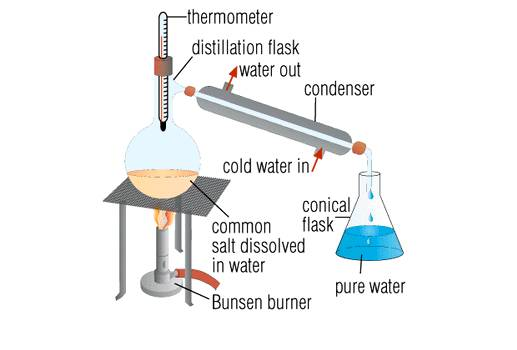 thermometer
distillation flask
water out
condenser
cold water in
conical
flask
common
salt dissolved
in water
pure water
Bunsen burner